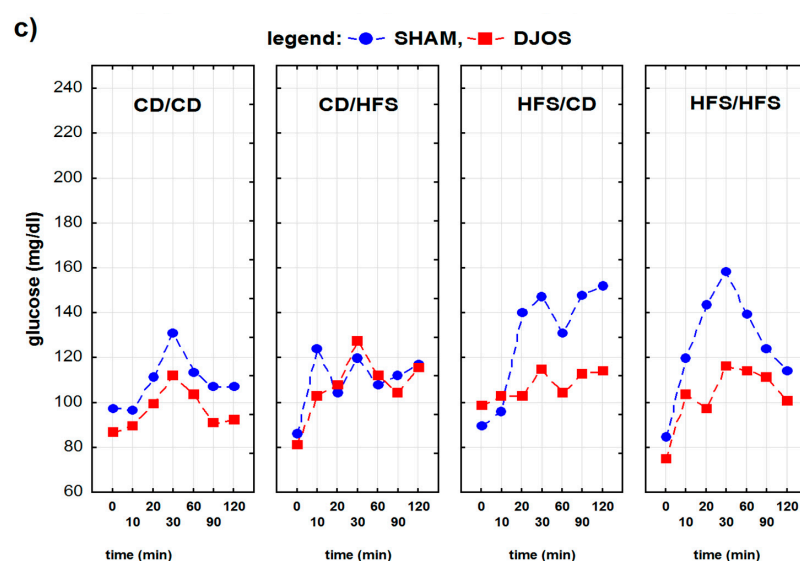 c)
legend: SHAM, DJOS
CD/CD CD/HFS HFS/CD HFS/HFS
glucose (mg/dl)
240
220
200
180
160
140
120
100
80
60
0 20 60 120 0 20 60 120 0 20 60 120 0 20 60 120
10 30 90 10 30 90 10 30 90 10 30 90
time (min) time (min) time (min) time (min)